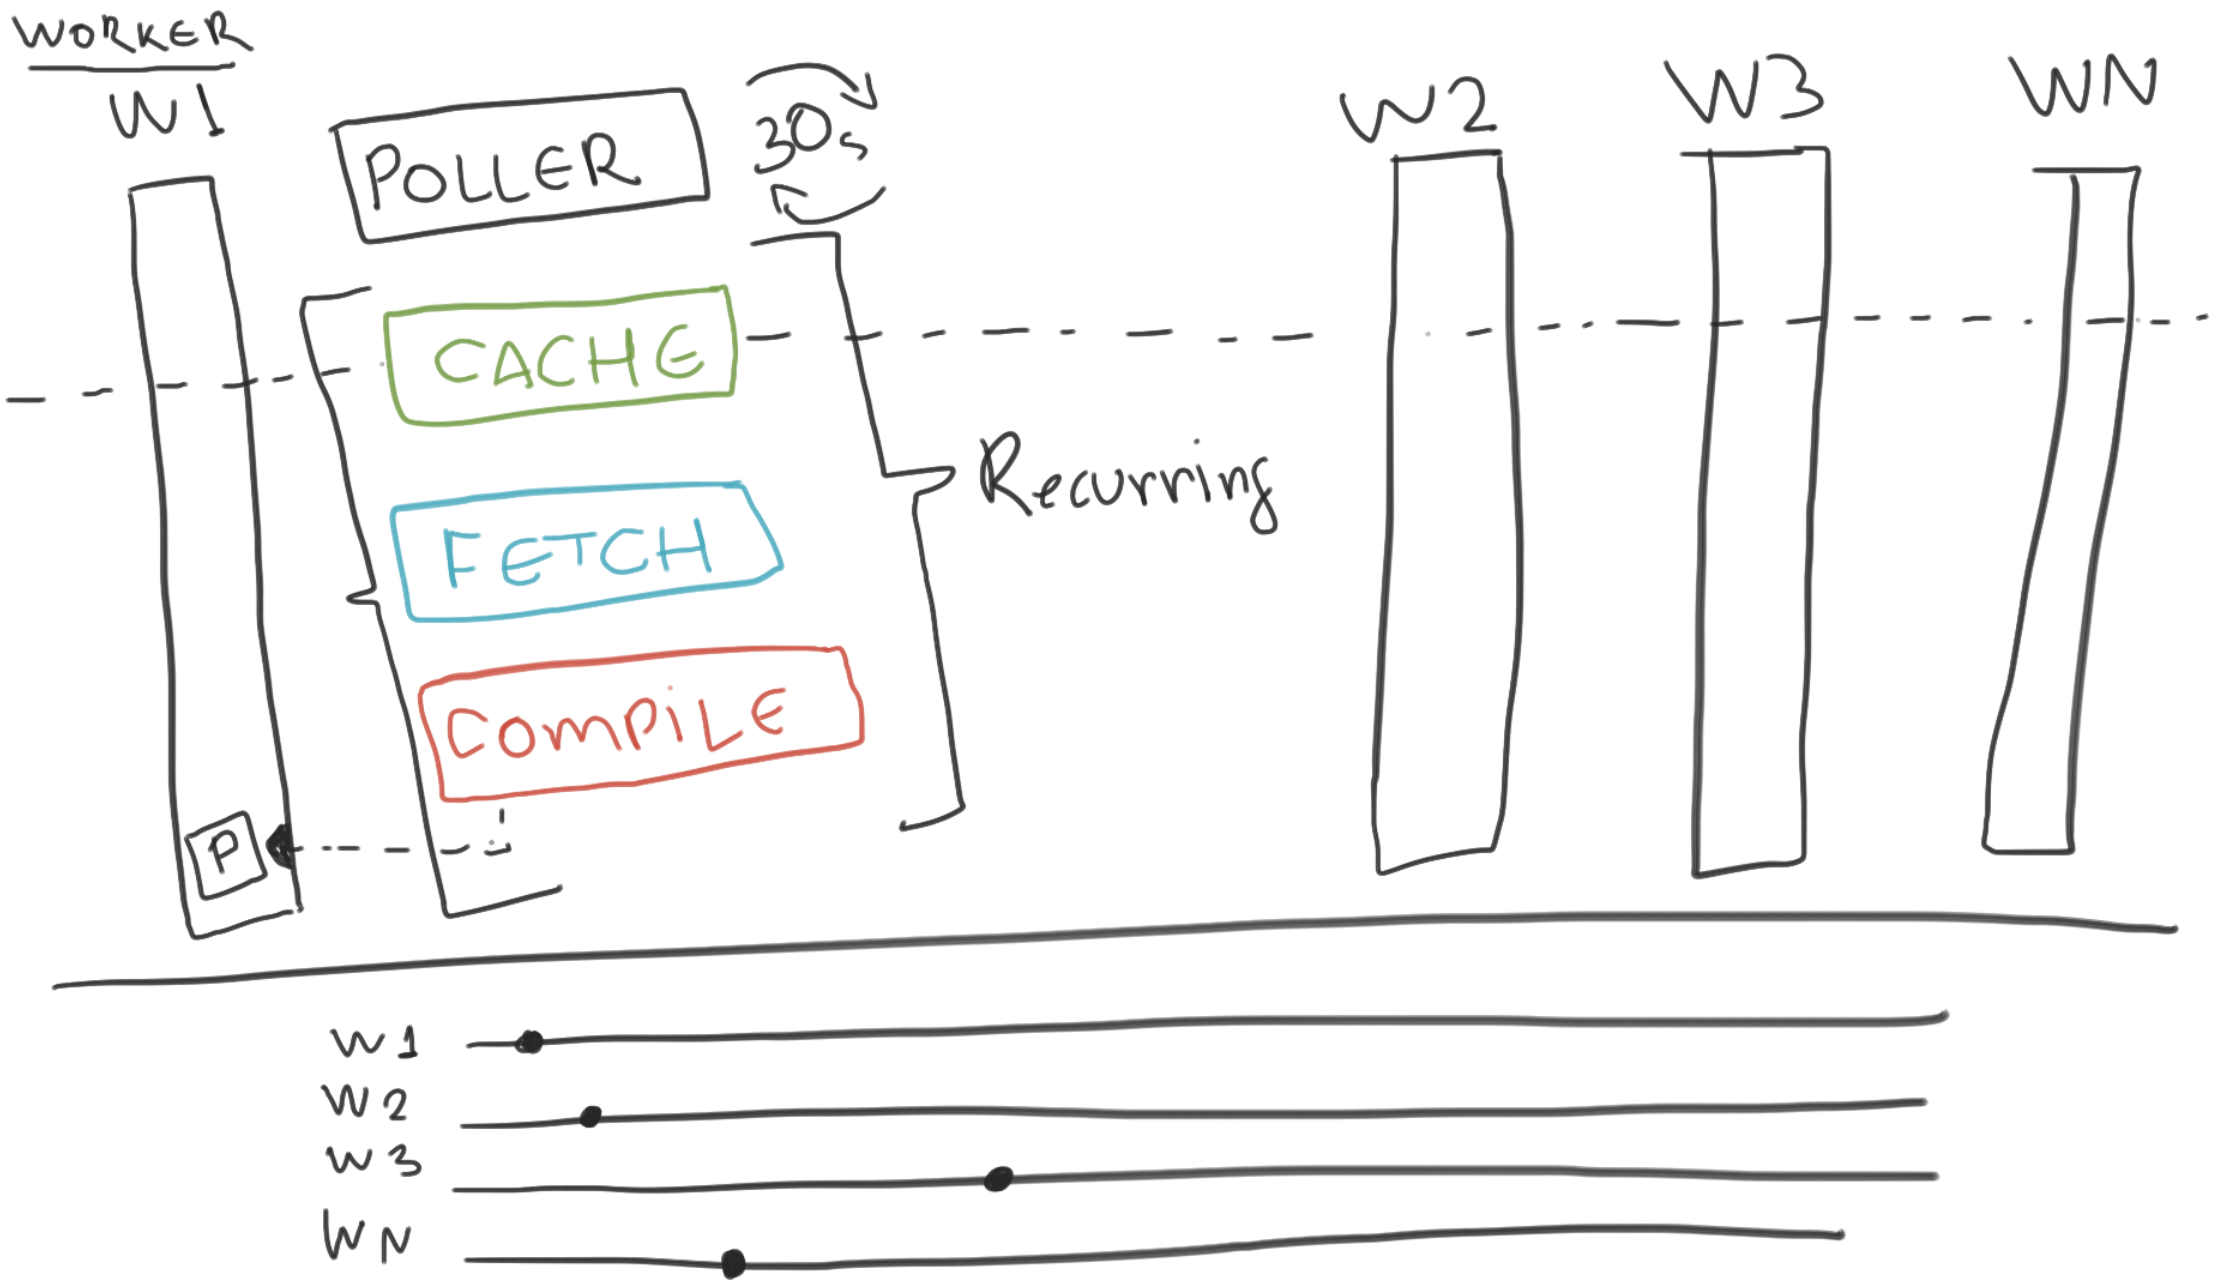 WORKER
W1
POLLER
30s
W2
W3
WN
CACHE
FETCH
Recurring
COMPiLE
P
W1
W2
W3
WN